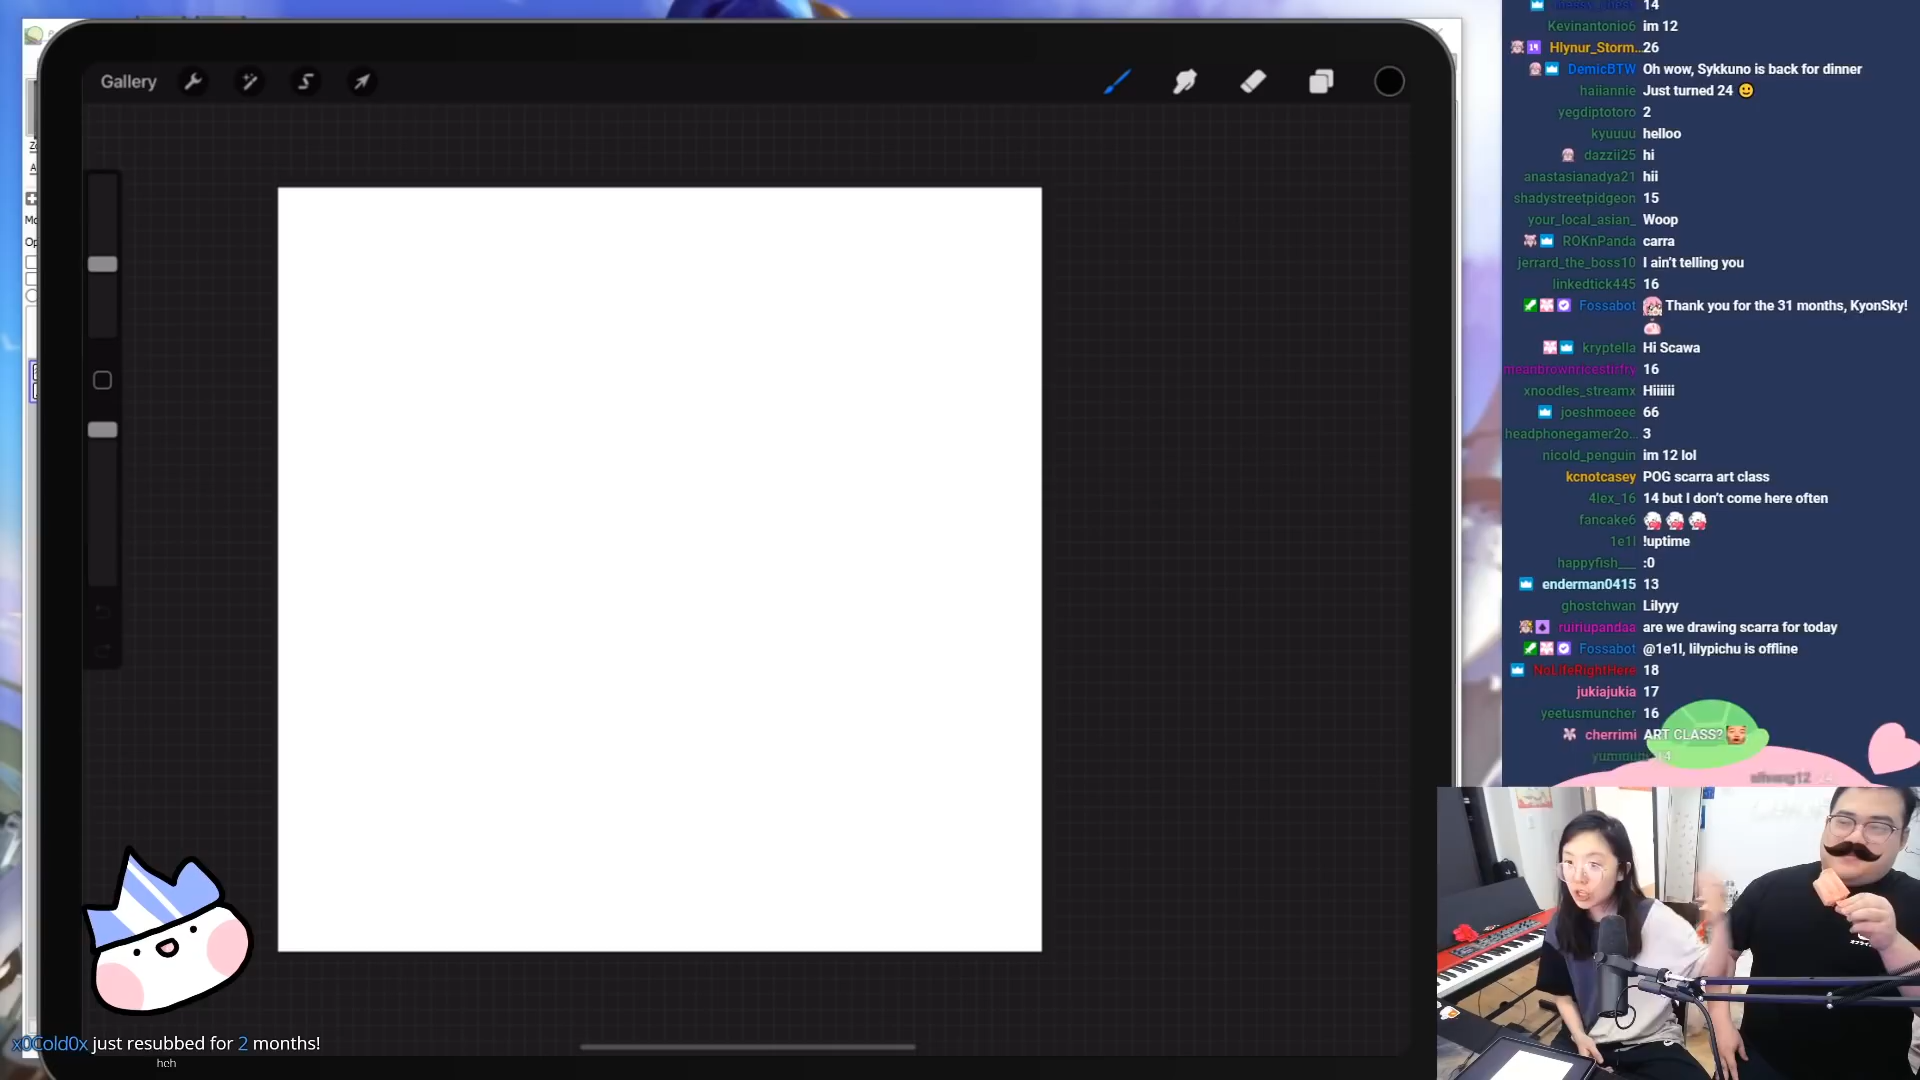 Gallery
14
Kevinantonio6 im 12
Hlynur_Storm... 26
DemicBTW Oh wow, Sykkuno is back for dinner
haiiannie Just turned 24
yegdiptotoro 2
kyuuuu helloo
dazzii25 hi
anastasianadya21 hii
shadystreetpidgeon 15
your_local_asian_ Woop
ROKnPanda carra
jerrard_the_boss10 I ain't telling you
linkedtick445 16
Fossabot Thank you for the 31 months, KyonSky!
kryptella Hi Scawa
meanbrownricestirfry 16
xnoodles_streamx Hiiiiii
joeshmoeee 66
headphonegamer2o... 3
nicold_penguin im 12 lol
kcnotcasey POG scarra art class
4lex_16 14 but I don't come here often
fancake6
1e1l !uptime
happyfish___ :0
enderman0415 13
ghostchwan Lilyyy
ruiriupandaa are we drawing scarra for today
Fossabot @1e1l, lilypichu is offline
NoLifeRightHere 18
jukiajukia 17
yeetusmuncher 16
cherrimi ART CLASS?
14
x0Cold0x just resubbed for 2 months!
heh